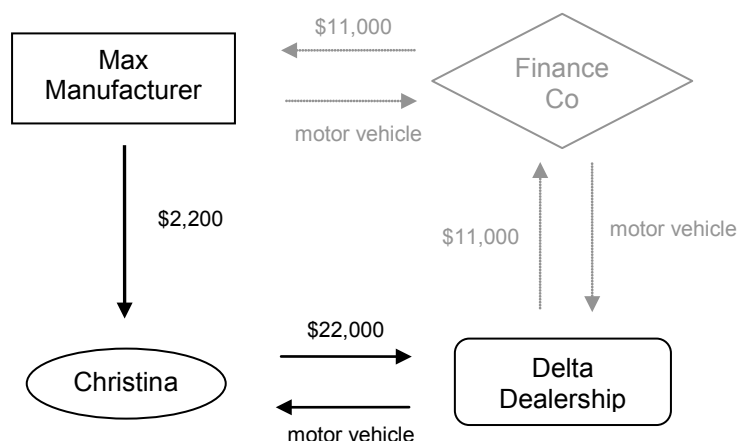 $11,000
Max
Manufacturer
Finance
Co
motor vehicle
$2,200
$11,000
motor vehicle
$22,000
Christina
Delta
Dealership
motor vehicle